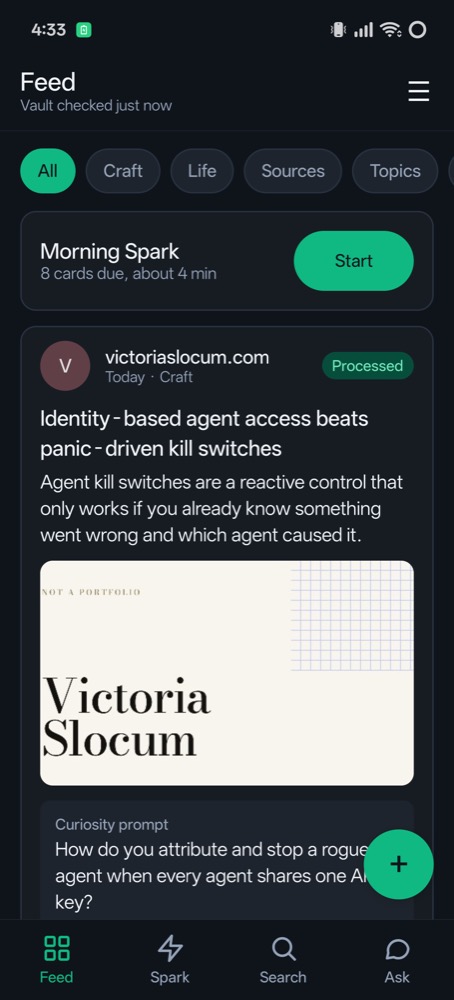 4:33
Feed
Vault checked just now
All
Craft
Life
Sources
Topics
Morning Spark
8 cards due, about 4 min
Start
V
victoriaslocum.com
Today · Craft
Processed
Identity-based agent access beats
panic-driven kill switches
Agent kill switches are a reactive control that
only works if you already know something
went wrong and which agent caused it.
NOT A PORTFOLIO
Victoria
Slocum
Curiosity prompt
How do you attribute and stop a rogue
agent when every agent shares one
key?
+
Feed
Spark
Search
Ask